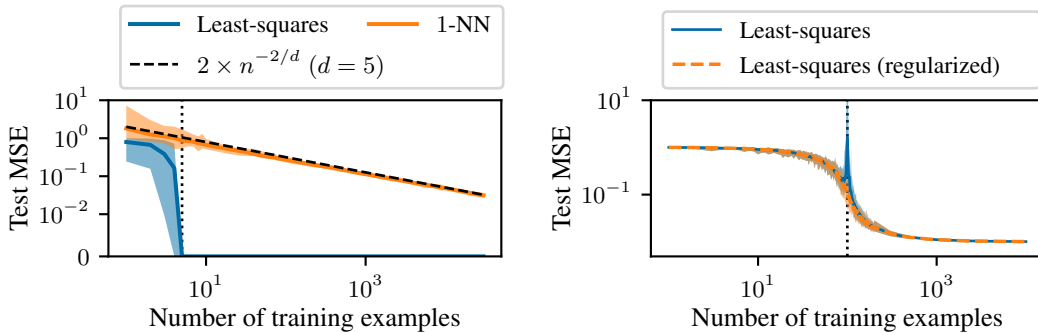 Least-squares 1-NN
2 × n^{-2/d} (d = 5)
Test MSE
10^1
10^0
10^{-1}
10^{-2}
0
10^1 10^3
Number of training examples
Least-squares
Least-squares (regularized)
Test MSE
10^1
10^{-1}
10^1 10^3
Number of training examples